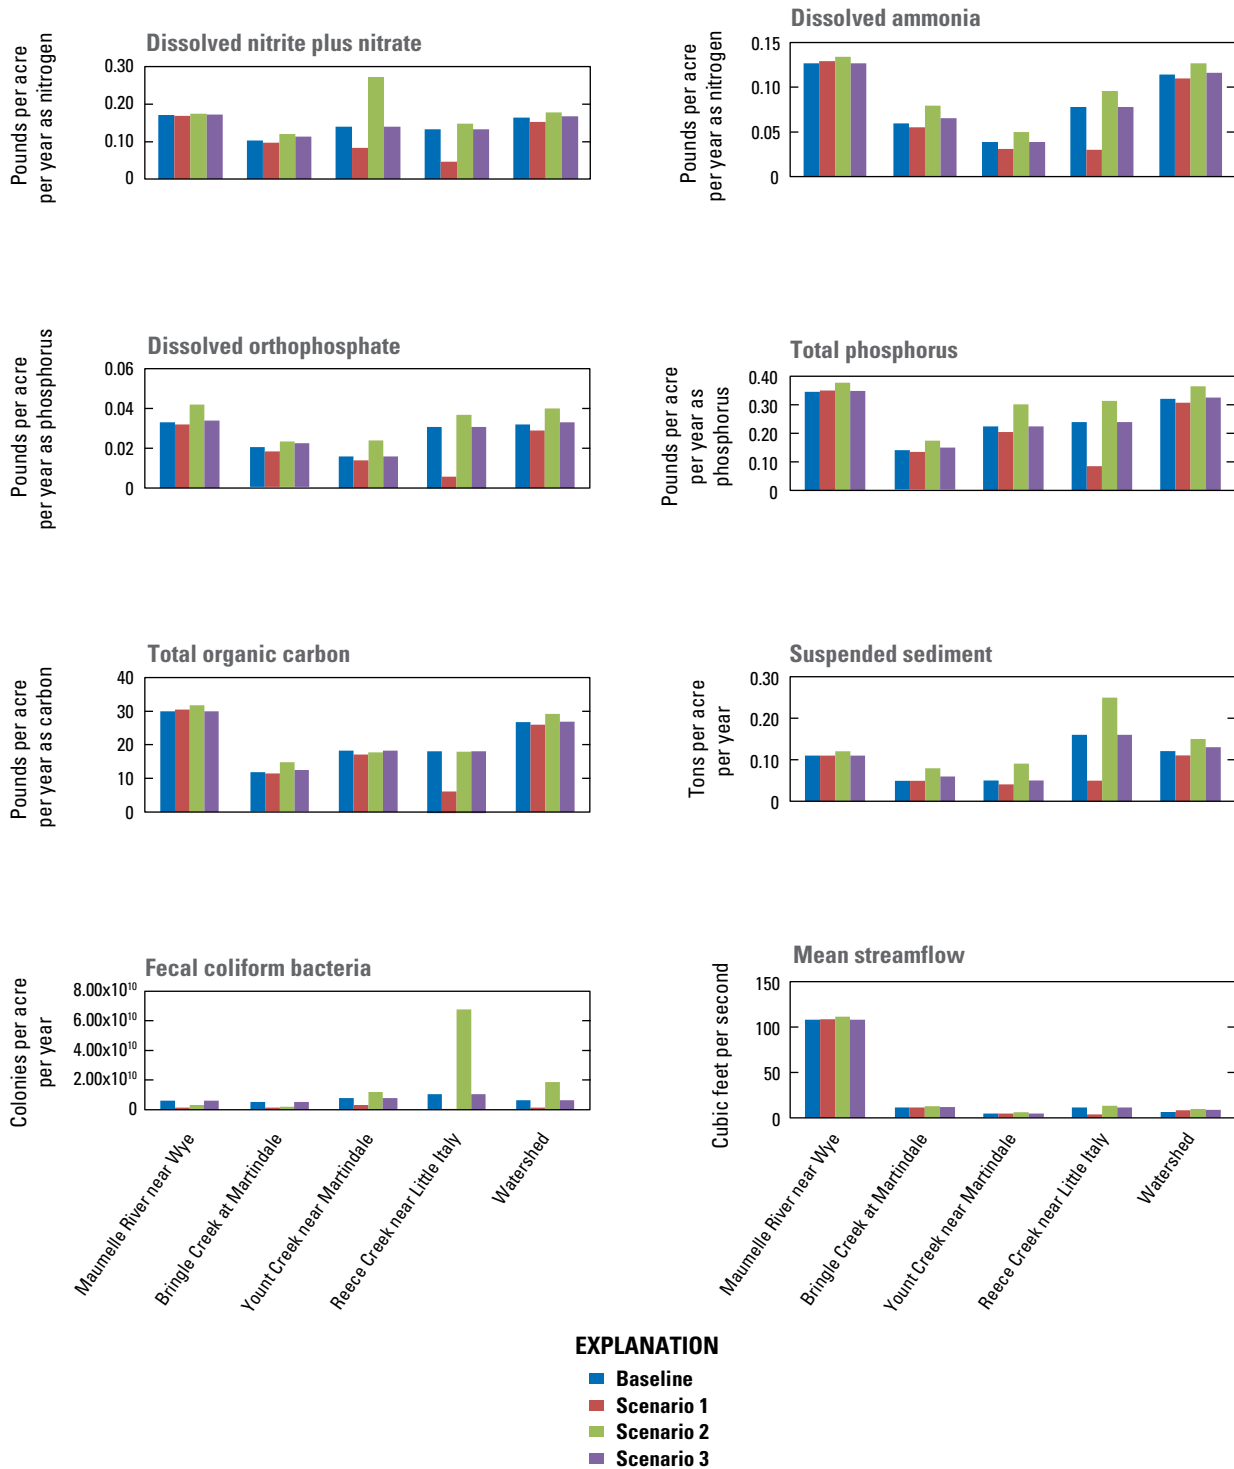 Dissolved nitrite plus nitrate
Pounds per acre
per year as nitrogen
0.30
0.20
0.10
0
Dissolved ammonia
Pounds per acre
per year as nitrogen
0.15
0.10
0.05
0
Dissolved orthophosphate
Pounds per acre
per year as phosphorus
0.06
0.04
0.02
0
Total phosphorus
Pounds per acre
per year as
phosphorus
0.40
0.30
0.20
0.10
0
Total organic carbon
Pounds per acre
per year as carbon
40
30
20
10
0
Suspended sediment
Tons per acre
per year
0.30
0.20
0.10
0
Fecal coliform bacteria
Colonies per acre
per year
8.00x10¹⁰
6.00x10¹⁰
4.00x10¹⁰
2.00x10¹⁰
0
Maumelle River near Wye
Bringle Creek at Martindale
Yount Creek near Martindale
Reece Creek near Little Italy
Watershed
Mean streamflow
Cubic feet per second
150
100
50
0
Maumelle River near Wye
Bringle Creek at Martindale
Yount Creek near Martindale
Reece Creek near Little Italy
Watershed
EXPLANATION
Baseline
Scenario 1
Scenario 2
Scenario 3